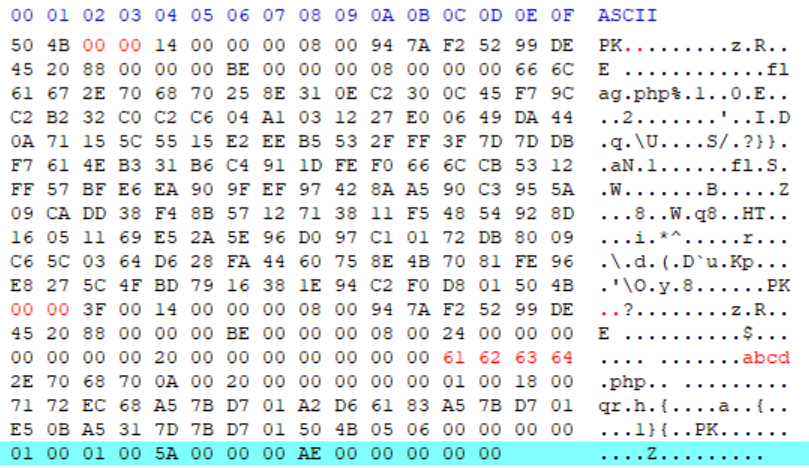 00 01 02 03 04 05 06 07 08 09 0A 0B 0C 0D 0E 0F ASCII
50 4B 00 00 14 00 00 00 08 00 94 7A F2 52 99 DE PK.........z.R..
45 20 88 00 00 00 BE 00 00 00 08 00 00 00 66 6C E ............fl
61 67 2E 70 68 70 25 8E 31 0E C2 30 0C 45 F7 9C ag.php%.1..0.E..
C2 B2 32 C0 C2 C6 04 A1 03 12 27 E0 06 49 DA 44 ..2.......'..I.D
0A 71 15 5C 55 15 E2 EE B5 53 2F FF 3F 7D 7D DB .q.\U....S/.?}}.
F7 61 4E B3 31 B6 C4 91 1D FE F0 66 6C CB 53 12 .aN.1......fl.S.
FF 57 BF E6 EA 90 9F EF 97 42 8A A5 90 C3 95 5A .W.......B.....Z
09 CA DD 38 F4 8B 57 12 71 38 11 F5 48 54 92 8D ...8..W.q8..HT..
16 05 11 69 E5 2A 5E 96 D0 97 C1 01 72 DB 80 09 ...i.*^.....r...
C6 5C 03 64 D6 28 FA 44 60 75 8E 4B 70 81 FE 96 .\.d.(.D`u.Kp...
E8 27 5C 4F BD 79 16 38 1E 94 C2 F0 D8 01 50 4B .'\O.y.8......PK
00 00 3F 00 14 00 00 00 08 00 94 7A F2 52 99 DE ..?........z.R..
45 20 88 00 00 00 BE 00 00 00 08 00 24 00 00 00 E ..........$...
00 00 00 00 20 00 00 00 00 00 00 00 61 62 63 64 .... .......abcd
2E 70 68 70 0A 00 20 00 00 00 00 00 01 00 18 00 .php.. .........
71 72 EC 68 A5 7B D7 01 A2 D6 61 83 A5 7B D7 01 qr.h.{....a..{..
E5 0B A5 31 7D 7B D7 01 50 4B 05 06 00 00 00 00 ...1}{..PK......
01 00 01 00 5A 00 00 00 AE 00 00 00 00 00 ....Z.........